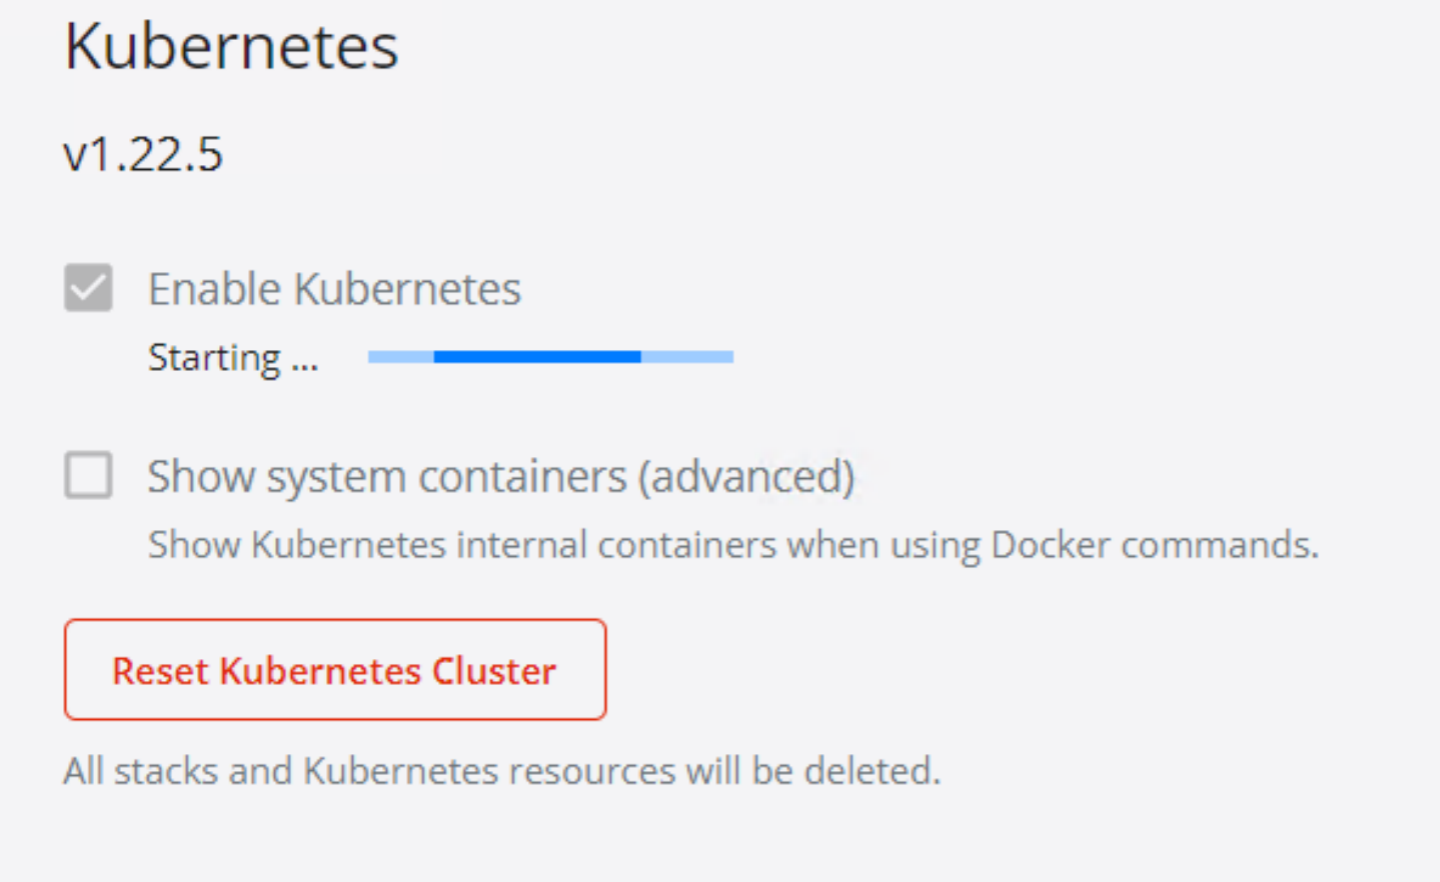 Kubernetes
v1.22.5
Enable Kubernetes
Starting ...
Show system containers (advanced)
Show Kubernetes internal containers when using Docker commands.
Reset Kubernetes Cluster
All stacks and Kubernetes resources will be deleted.